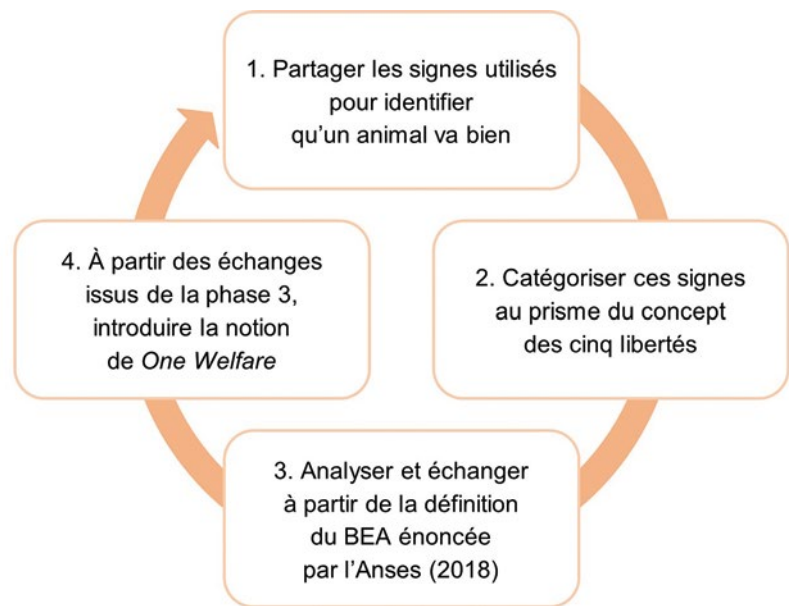 1. Partager les signes utilisés
pour identifier
qu'un animal va bien
2. Catégoriser ces signes
au prisme du concept
des cinq libertés
3. Analyser et échanger
à partir de la définition
du BEA énoncée
par l'Anses (2018)
4. À partir des échanges
issus de la phase 3,
introduire la notion
de One Welfare